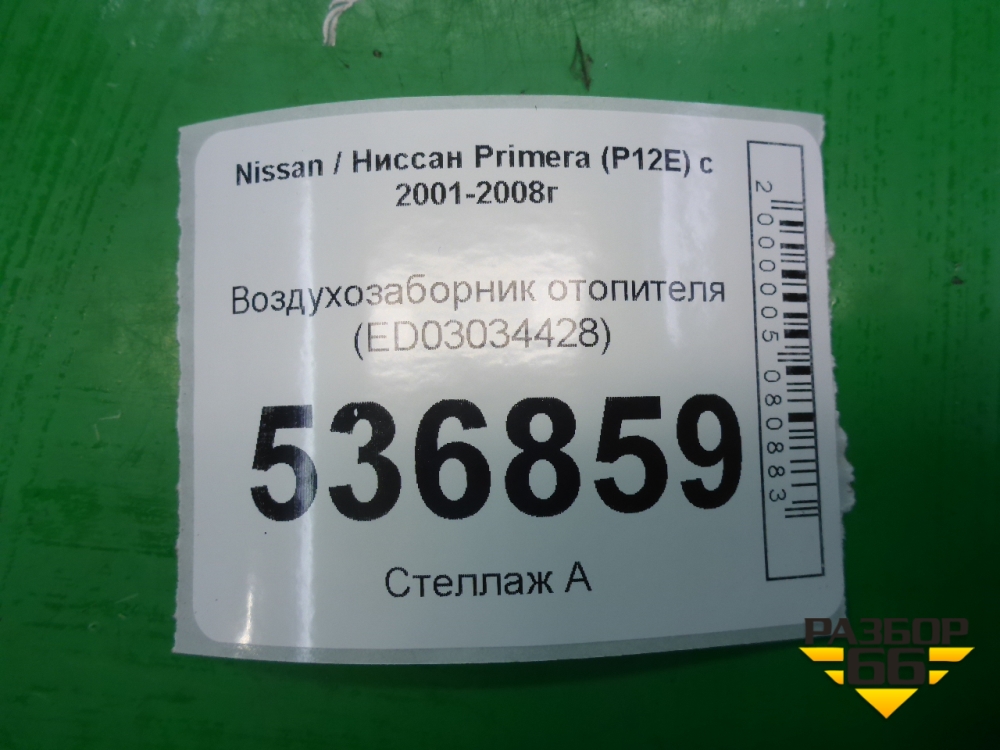 Nissan / Ниссан Primera (P12E) с
2001-2008г
Воздухозаборник отопителя
(ED03034428)
536859
Стеллаж А
2000005080883
РАЗБОР
66